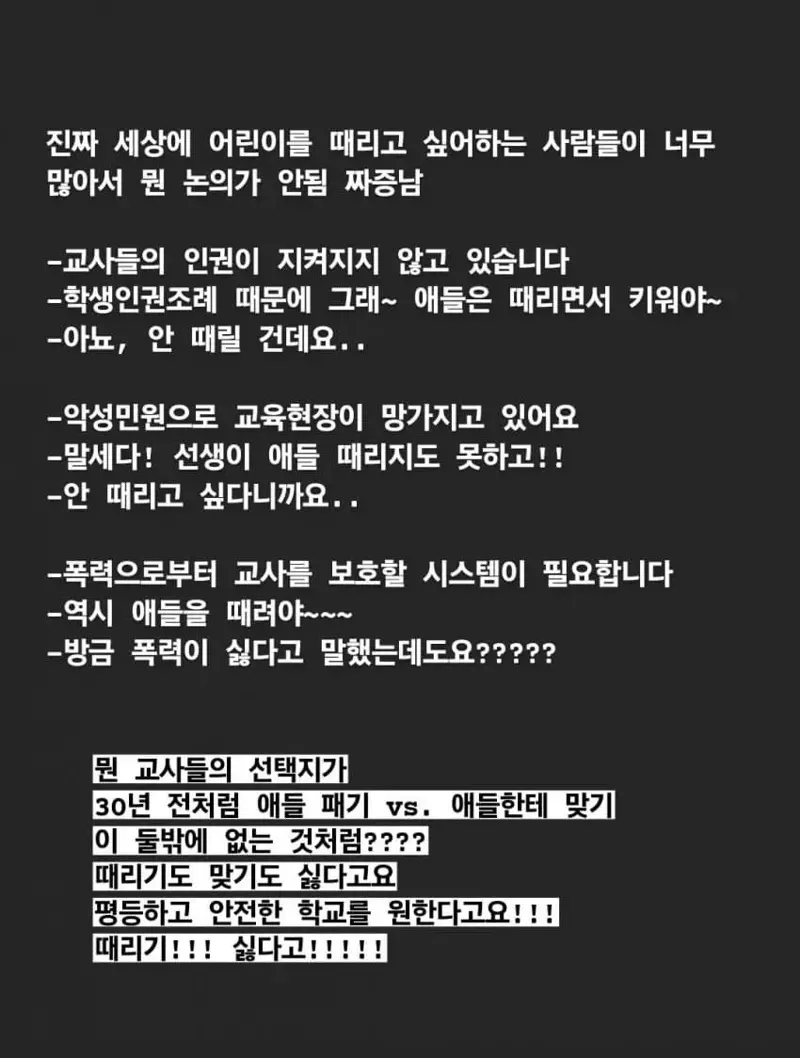 진짜 세상에 어린이를 때리고 싶어하는 사람들이 너무
많아서 뭔 논의가 안됨 짜증남
-교사들의 인권이 지켜지지 않고 있습니다
-학생인권조례 때문에 그래~ 애들은 때리면서 키워야~
-아뇨, 안 때릴 건데요..
-악성민원으로 교육현장이 망가지고 있어요
-말세다! 선생이 애들 때리지도 못하고!!
-안 때리고 싶다니까요..
-폭력으로부터 교사를 보호할 시스템이 필요합니다
-역시 애들을 때려야~~~
-방금 폭력이 싫다고 말했는데도요?????
뭔 교사들의 선택지가
30년 전처럼 애들 패기 vs. 애들한테 맞기
이 둘밖에 없는 것처럼????
때리기도 맞기도 싫다고요
평등하고 안전한 학교를 원한다고요!!!
때리기!!! 싫다고!!!!!